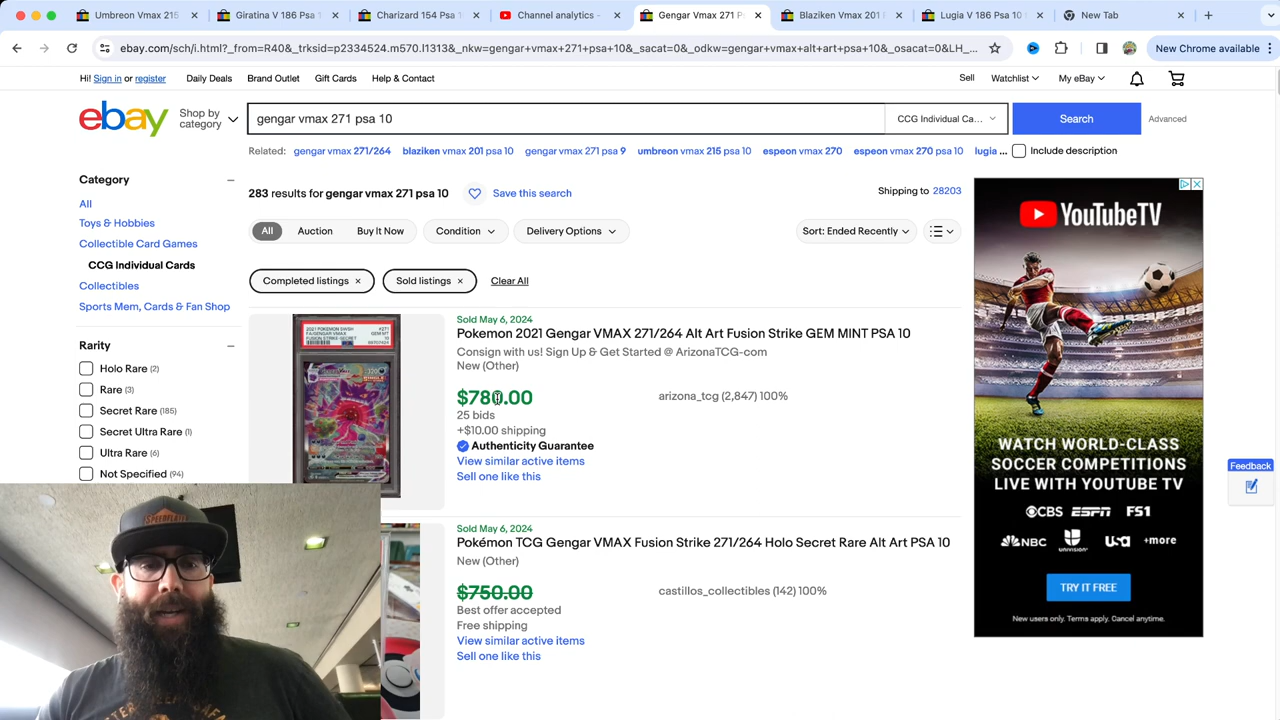 Umbreon 215
Giratina V 186 Psa 1
Charizard 154 Psa 1
Channel analytics -
Gengar Vmax 271 P
Blaziken Vmax 201
Lugia V 186 Psa 10
New Tab
ebay.com/sch/i.html?_from=R40&_trksid=p2334524.m570.l1313&_nkw=gengar+vmax+271+psa+10&_sacat=0&_odkw=gengar+vmax+alt+art+psa+10&_osacat=0&LH_...
New Chrome available
Hi! Sign in or register
Daily Deals
Brand Outlet
Gift Cards
Help & Contact
Sell
Watchlist
My eBay
ebay
Shop by
category
gengar vmax 271 psa 10
CCG Individual Ca...
Search
Advanced
Related: gengar vmax 271/264 blaziken vmax 201 psa 10 gengar vmax 271 psa 9 umbreon vmax 215 psa 10 espeon vmax 270 espeon vmax 270 psa 10 lugia ...
Include description
Category
All
Toys & Hobbies
Collectible Card Games
CCG Individual Cards
Collectibles
Sports Mem, Cards & Fan Shop
Rarity
Holo Rare (2)
Rare (3)
Secret Rare (185)
Secret Ultra Rare (1)
Ultra Rare (6)
Not Specified (94)
283 results for gengar vmax 271 psa 10
Save this search
Shipping to 28203
All
Auction
Buy It Now
Condition
Delivery Options
Sort: Ended Recently
Completed listings ×
Sold listings ×
Clear All
Sold May 6, 2024
Pokemon 2021 Gengar VMAX 271/264 Alt Art Fusion Strike GEM MINT PSA 10
Consign with us! Sign Up & Get Started @ ArizonaTCG-com
New (Other)
$780.00
25 bids
+$10.00 shipping
Authenticity Guarantee
View similar active items
Sell one like this
arizona_tcg (2,847) 100%
Sold May 6, 2024
Pokémon TCG Gengar VMAX Fusion Strike 271/264 Holo Secret Rare Alt Art PSA 10
New (Other)
$750.00
Best offer accepted
Free shipping
View similar active items
Sell one like this
castillos_collectibles (142) 100%
YouTubeTV
WATCH WORLD-CLASS
SOCCER COMPETITIONS
LIVE WITH YOUTUBE TV
CBS ESPN FS1
NBC UNIVISION USA +more
TRY IT FREE
New users only. Terms apply. Cancel anytime.
Feedback